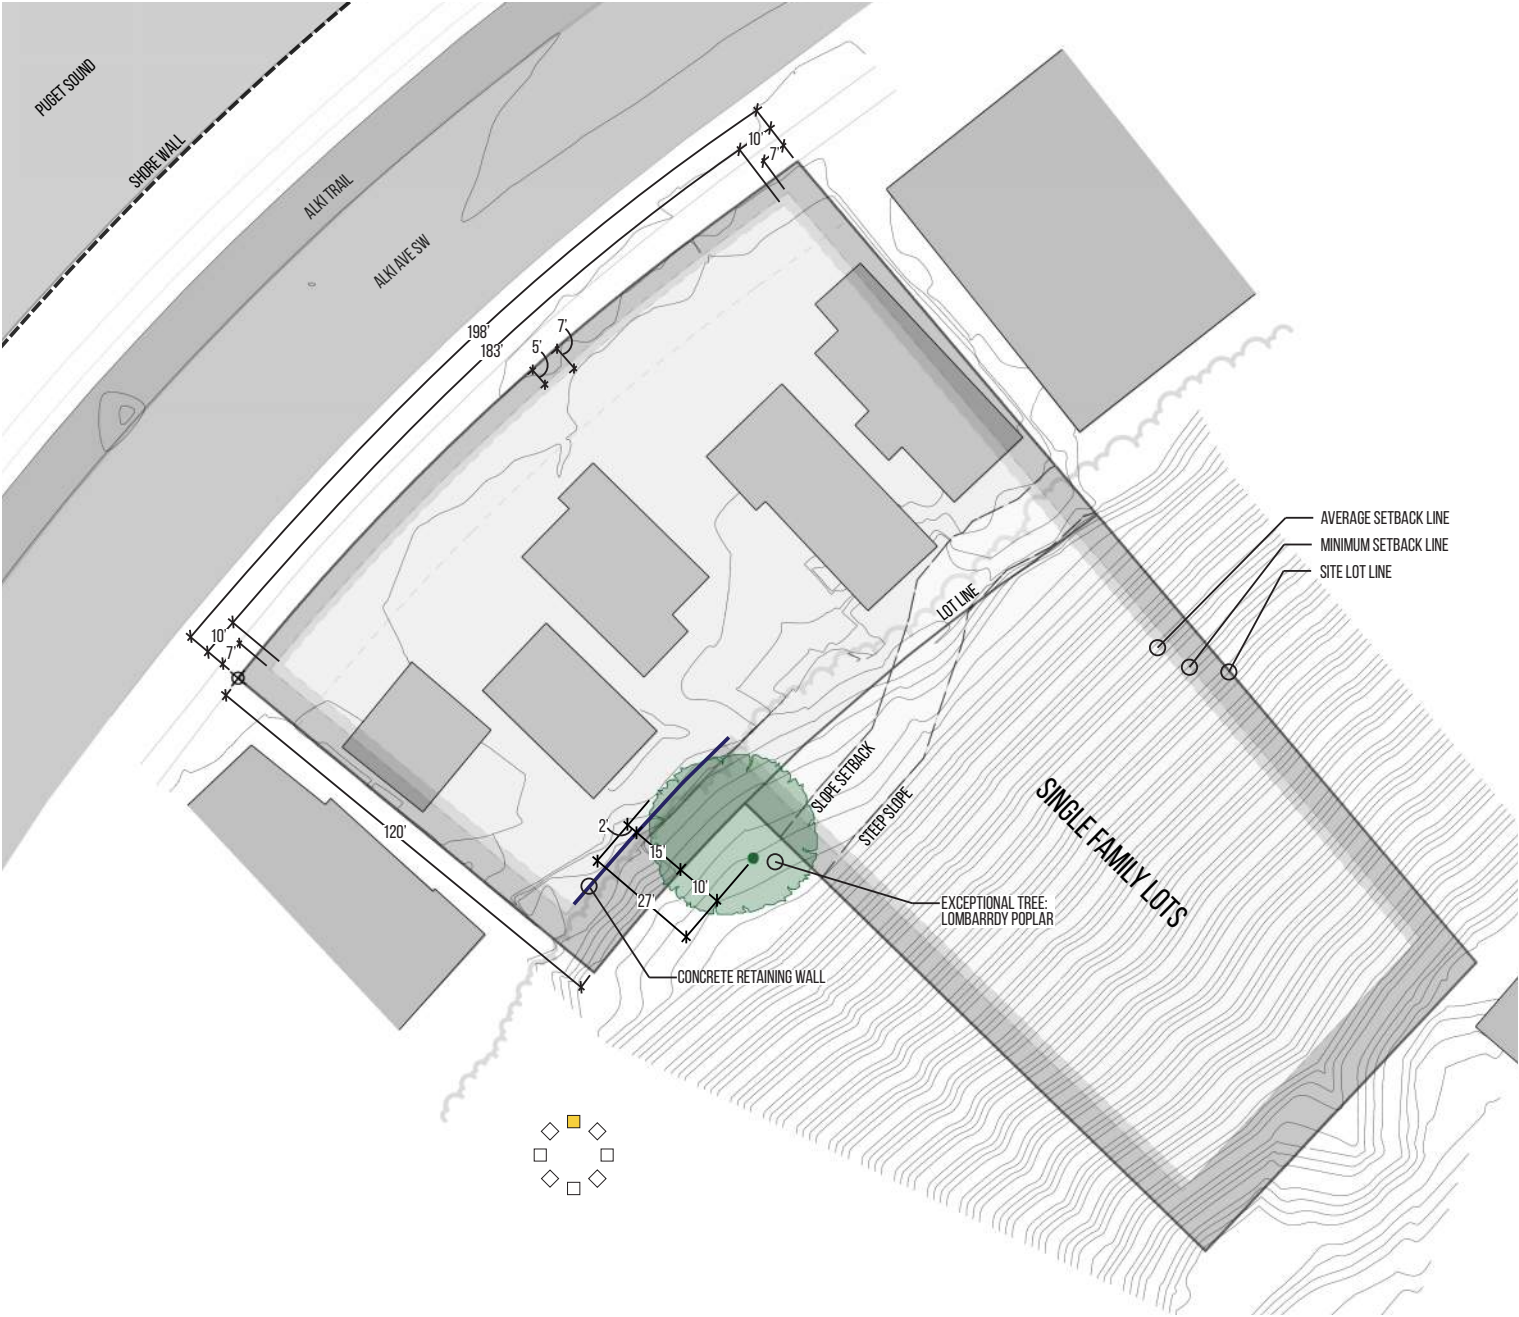 PUGET SOUND
SHORE WALL
ALKI TRAIL
ALKI AVE SW
10'
7'
198'
183'
7'
5'
AVERAGE SETBACK LINE
MINIMUM SETBACK LINE
SITE LOT LINE
LOT LINE
10'
7'
SLOPE SETBACK
STEEP SLOPE
SINGLE FAMILY LOTS
120'
2'
15'
10'
27'
EXCEPTIONAL TREE:
LOMBARRDY POPLAR
CONCRETE RETAINING WALL